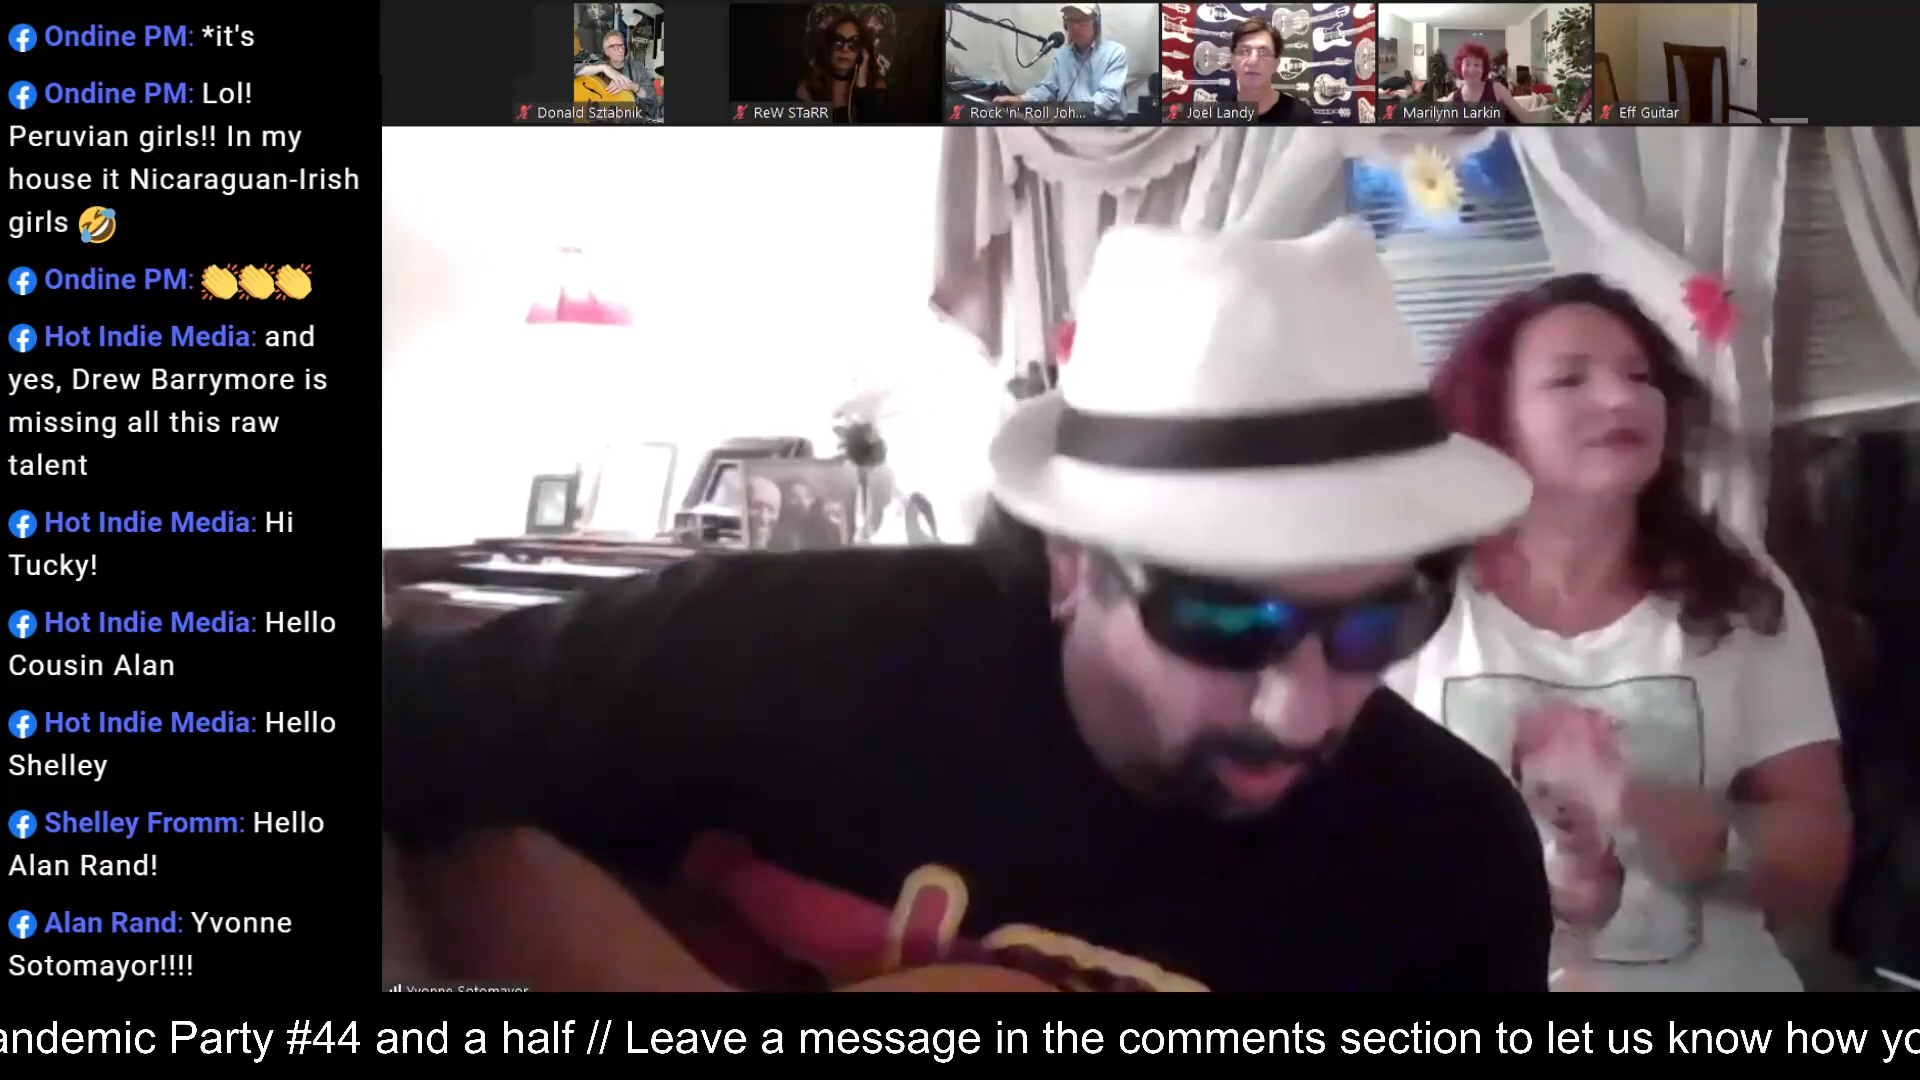 Ondine PM: *it's
Ondine PM: Lol!
Peruvian girls!! In my
house it Nicaraguan-Irish
girls 🤣
Ondine PM: 👏👏👏
Hot Indie Media: and
yes, Drew Barrymore is
missing all this raw
talent
Hot Indie Media: Hi
Tucky!
Hot Indie Media: Hello
Cousin Alan
Hot Indie Media: Hello
Shelley
Shelley Fromm: Hello
Alan Rand!
Alan Rand: Yvonne
Sotomayor!!!!
Donald Sztabnik
ReW STaRR
Rock 'n' Roll Joh...
Joel Landy
Marilynn Larkin
Eff Guitar
Yvonne Sotomayor
andemic Party #44 and a half // Leave a message in the comments section to let us know how yo